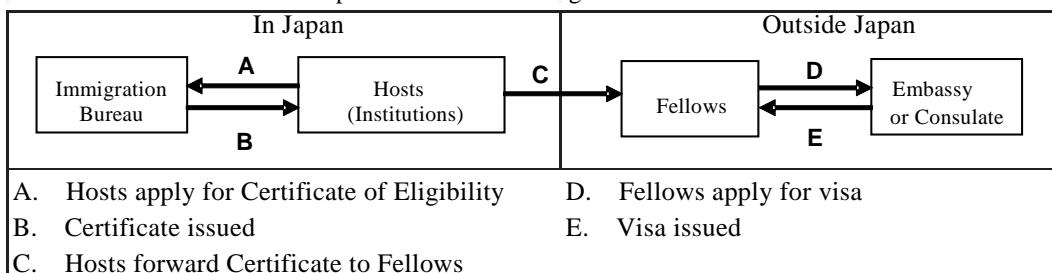 In Japan
Outside Japan
Immigration
Bureau
A
B
Hosts
(Institutions)
C
Fellows
D
E
Embassy
or Consulate
A. Hosts apply for Certificate of Eligibility
B. Certificate issued
C. Hosts forward Certificate to Fellows
D. Fellows apply for visa
E. Visa issued